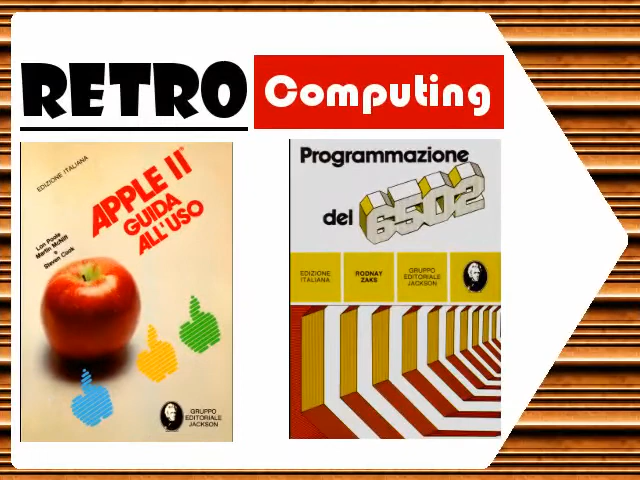 RETRO Computing
EDIZIONE ITALIANA
APPLE II®
GUIDA
ALL'USO
Lon Poole
Martin McNiff
e
Steven Cook
GRUPPO
EDITORIALE
JACKSON
Programmazione
del 6502
EDIZIONE
ITALIANA
RODNAY
ZAKS
GRUPPO
EDITORIALE
JACKSON